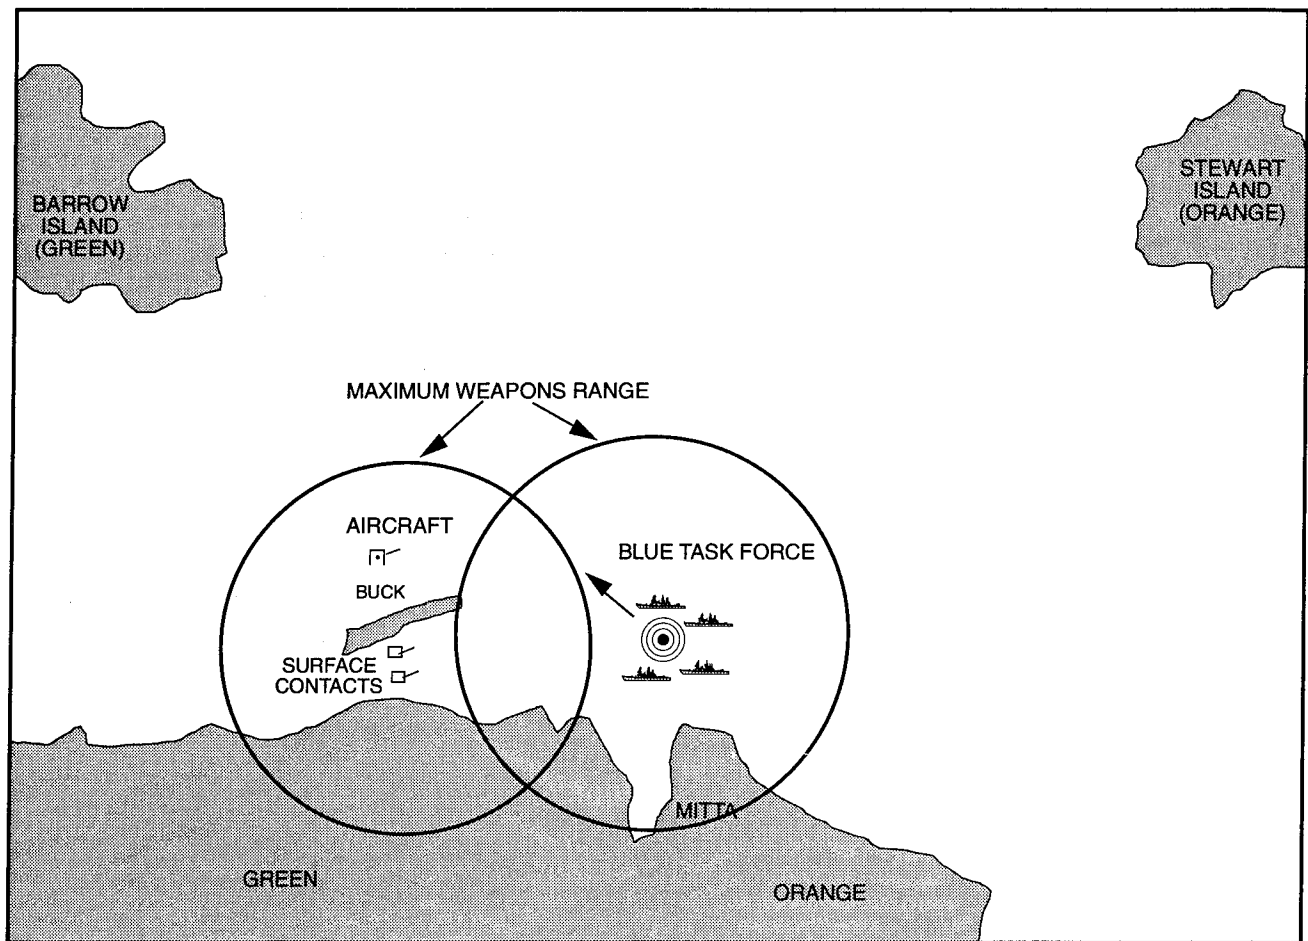 BARROW
ISLAND
(GREEN)
STEWART
ISLAND
(ORANGE)
MAXIMUM WEAPONS RANGE
AIRCRAFT
BLUE TASK FORCE
BUCK
SURFACE
CONTACTS
MITTA
GREEN
ORANGE